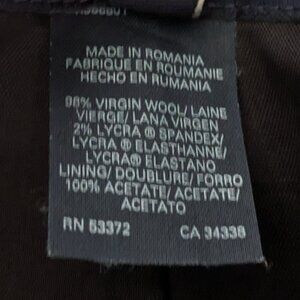 MADE IN ROMANIA
FABRIQUE EN ROUMANIE
HECHO EN RUMANIA
98% VIRGIN WOOL/ LAINE
VIERGE/ LANA VIRGEN
2% LYCRA ® SPANDEX/
LYCRA ® ELASTHANNE/
LYCRA® ELASTANO
LINING/ DOUBLURE/ FORRO
100% ACETATE/ ACETATE/
ACETATO
RN 53372 CA 34338